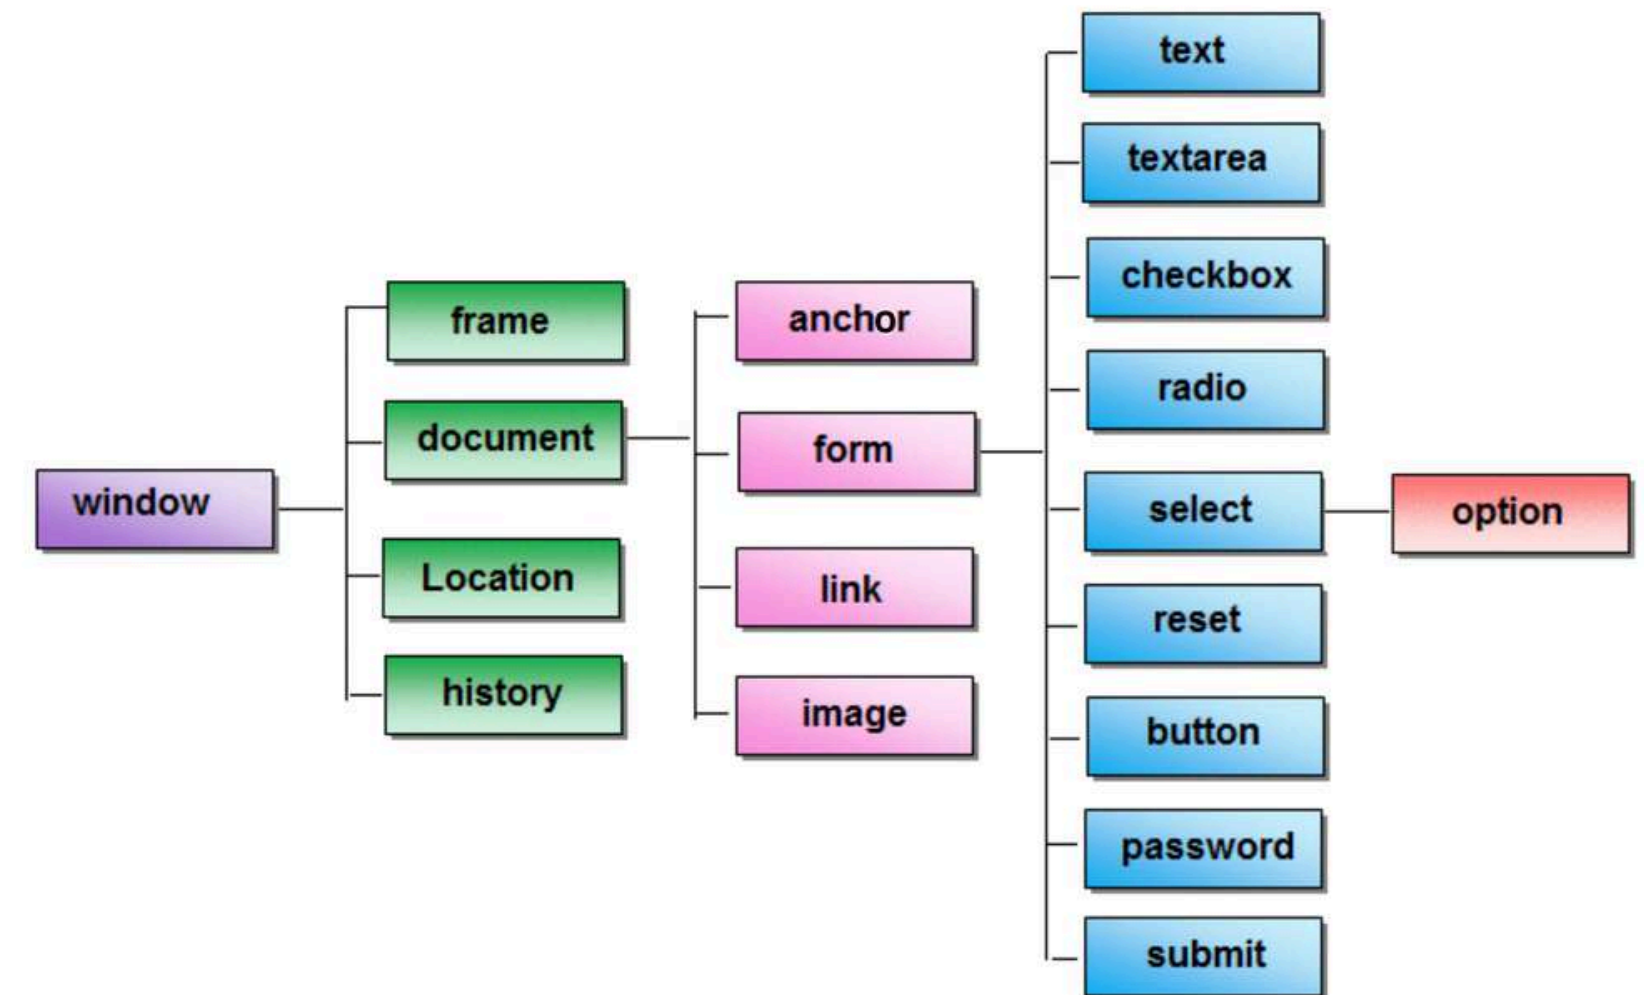 window
frame
document
Location
history
anchor
form
link
image
text
textarea
checkbox
radio
select
reset
button
password
submit
option